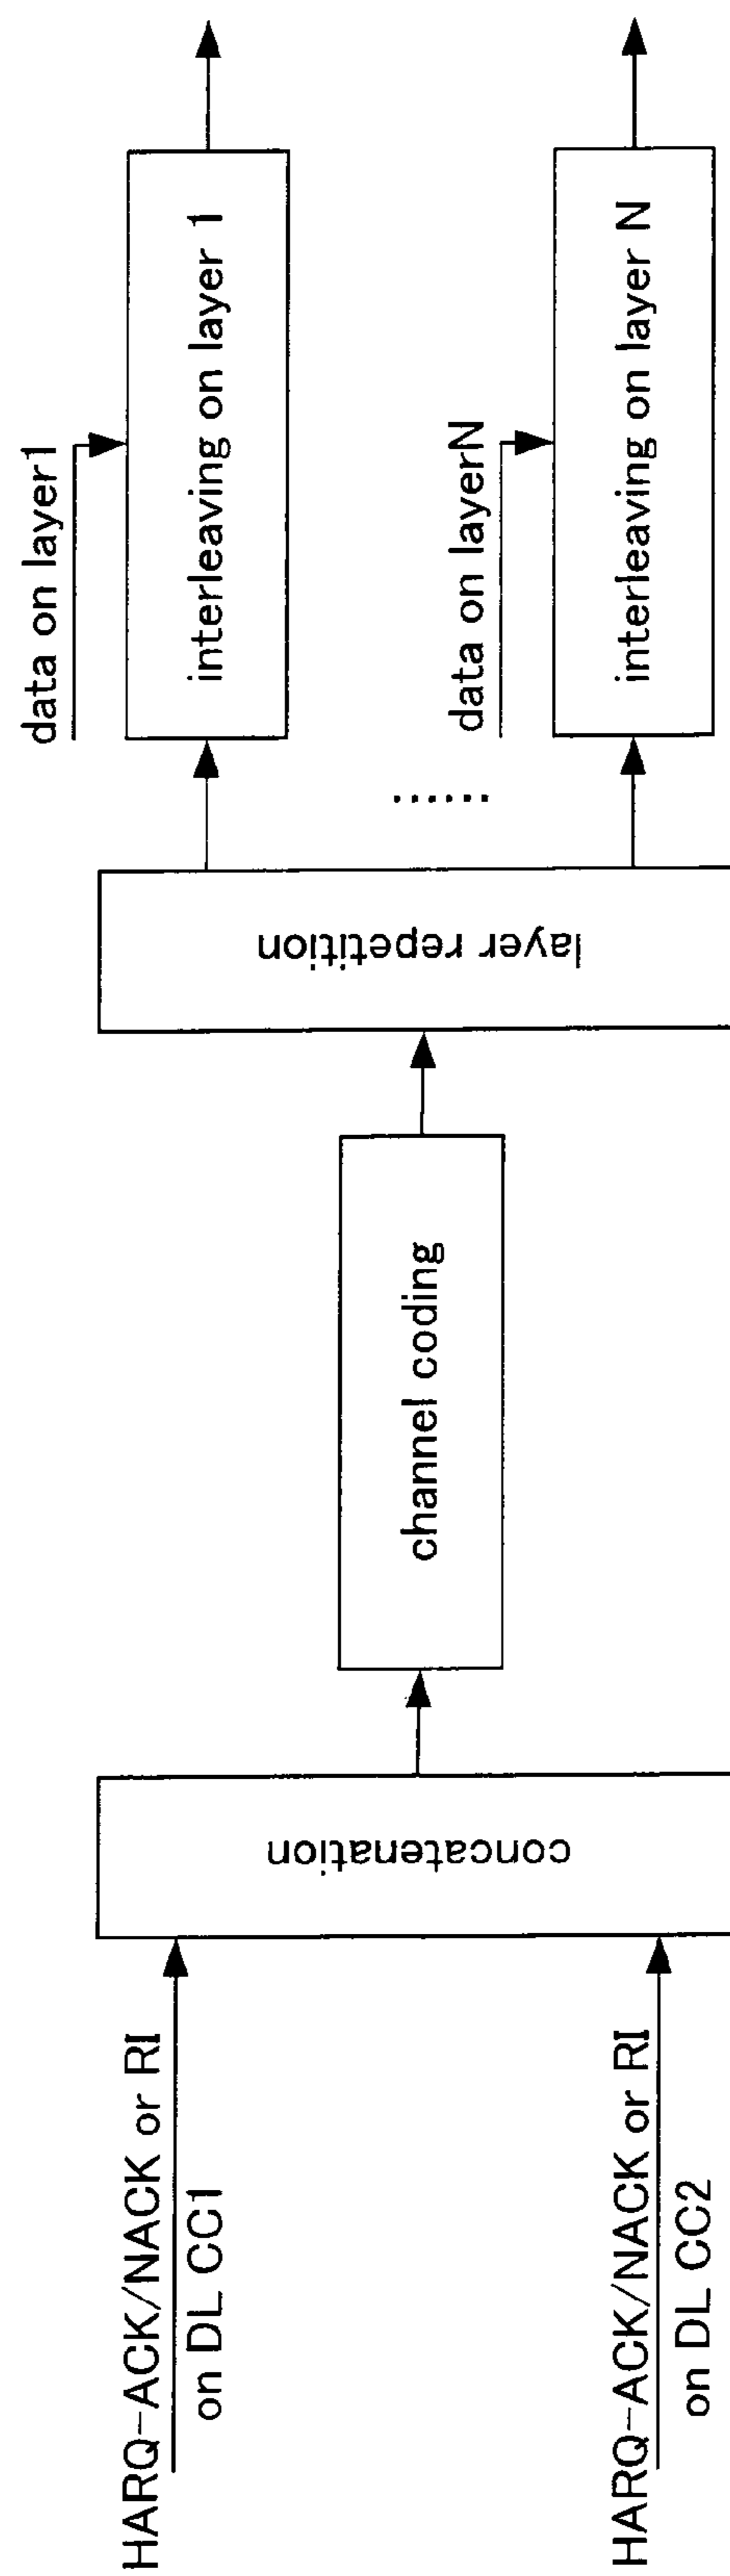 HARQ-ACK/NACK or RI
on DL CC1
HARQ-ACK/NACK or RI
on DL CC2
concatenation
channel coding
layer repetition
data on layer1
interleaving on layer 1
......
data on layerN
interleaving on layer N